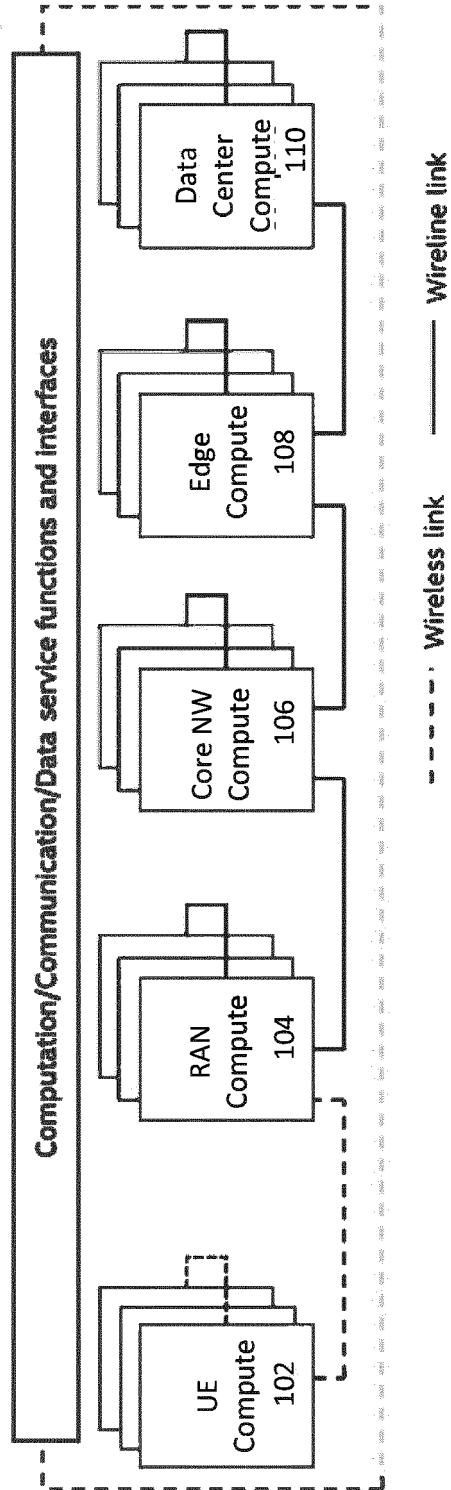 Computation/Communication/Data service functions and interfaces
UE
Compute
102
RAN
Compute
104
Core NW
Compute
106
Edge
Compute
108
Data
Center
Compute
110
Wireless link
Wireline link